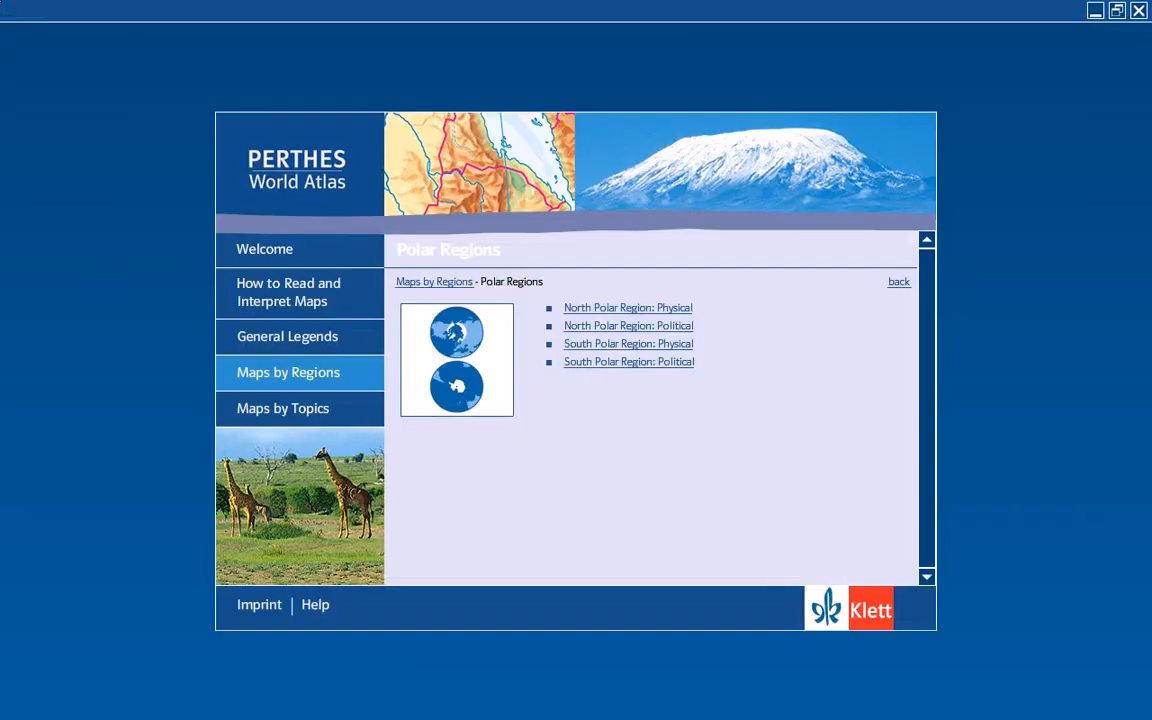 PERTHES
World Atlas
Welcome
How to Read and
Interpret Maps
General Legends
Maps by Regions
Maps by Topics
Polar Regions
Maps by Regions - Polar Regions
back
North Polar Region: Physical
North Polar Region: Political
South Polar Region: Physical
South Polar Region: Political
Imprint | Help
Klett